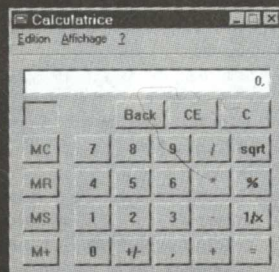 Calculatrice
Edition Affichage ?
0,
Back CE C
MC 7 8 9 / sqrt
MR 4 5 6 * %
MS 1 2 3 - 1/x
M+ 0 +/- , + =